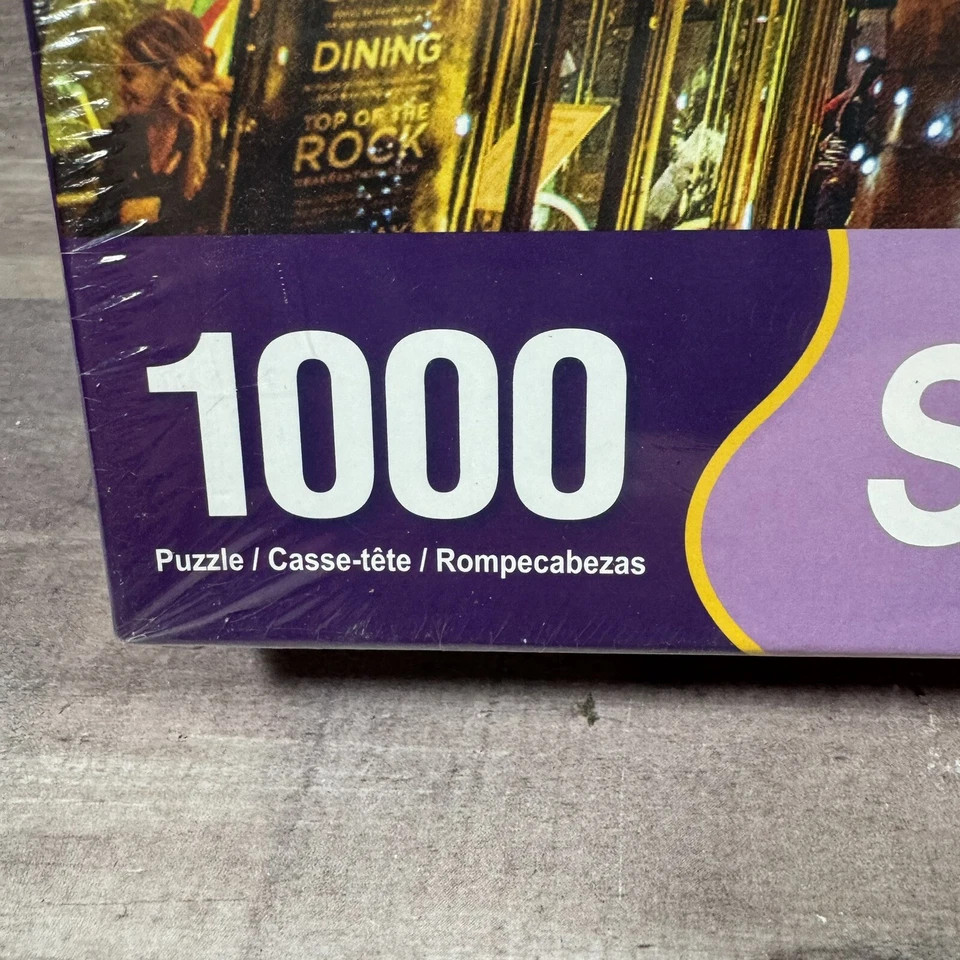 DINING
TOP OF THE
ROCK
1000
S
Puzzle / Casse-tête / Rompecabezas